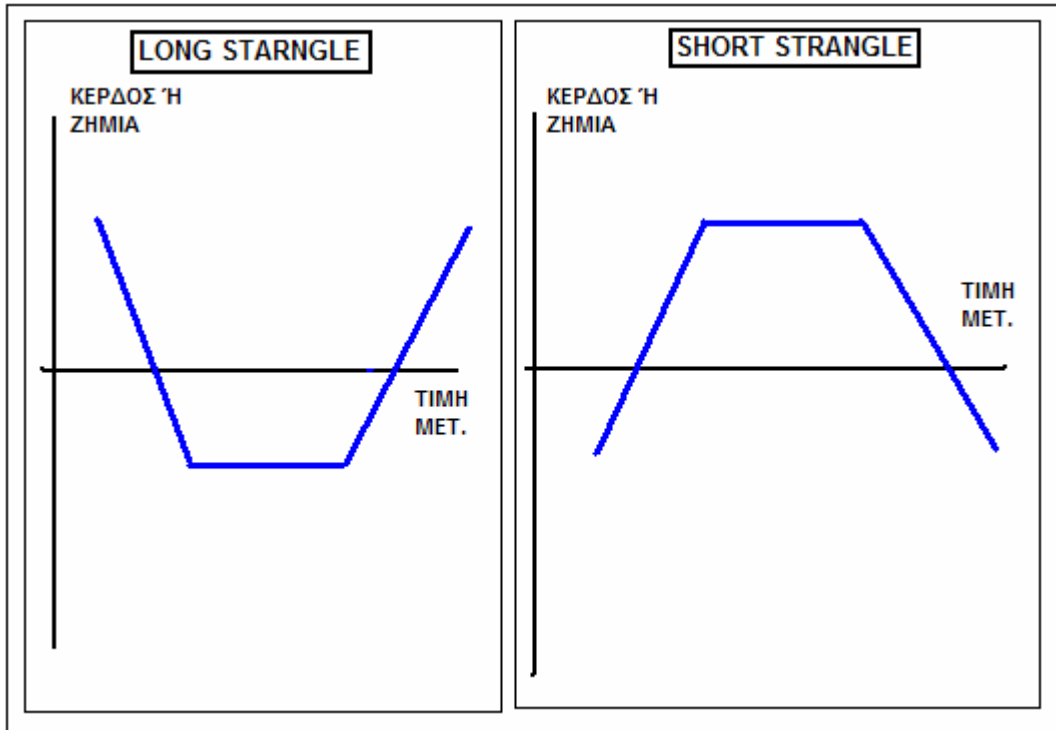 LONG STARNGLE
ΚΕΡΔΟΣ Ή
ΖΗΜΙΑ
ΤΙΜΗ
ΜΕΤ.
SHORT STRANGLE
ΚΕΡΔΟΣ Ή
ΖΗΜΙΑ
ΤΙΜΗ
ΜΕΤ.